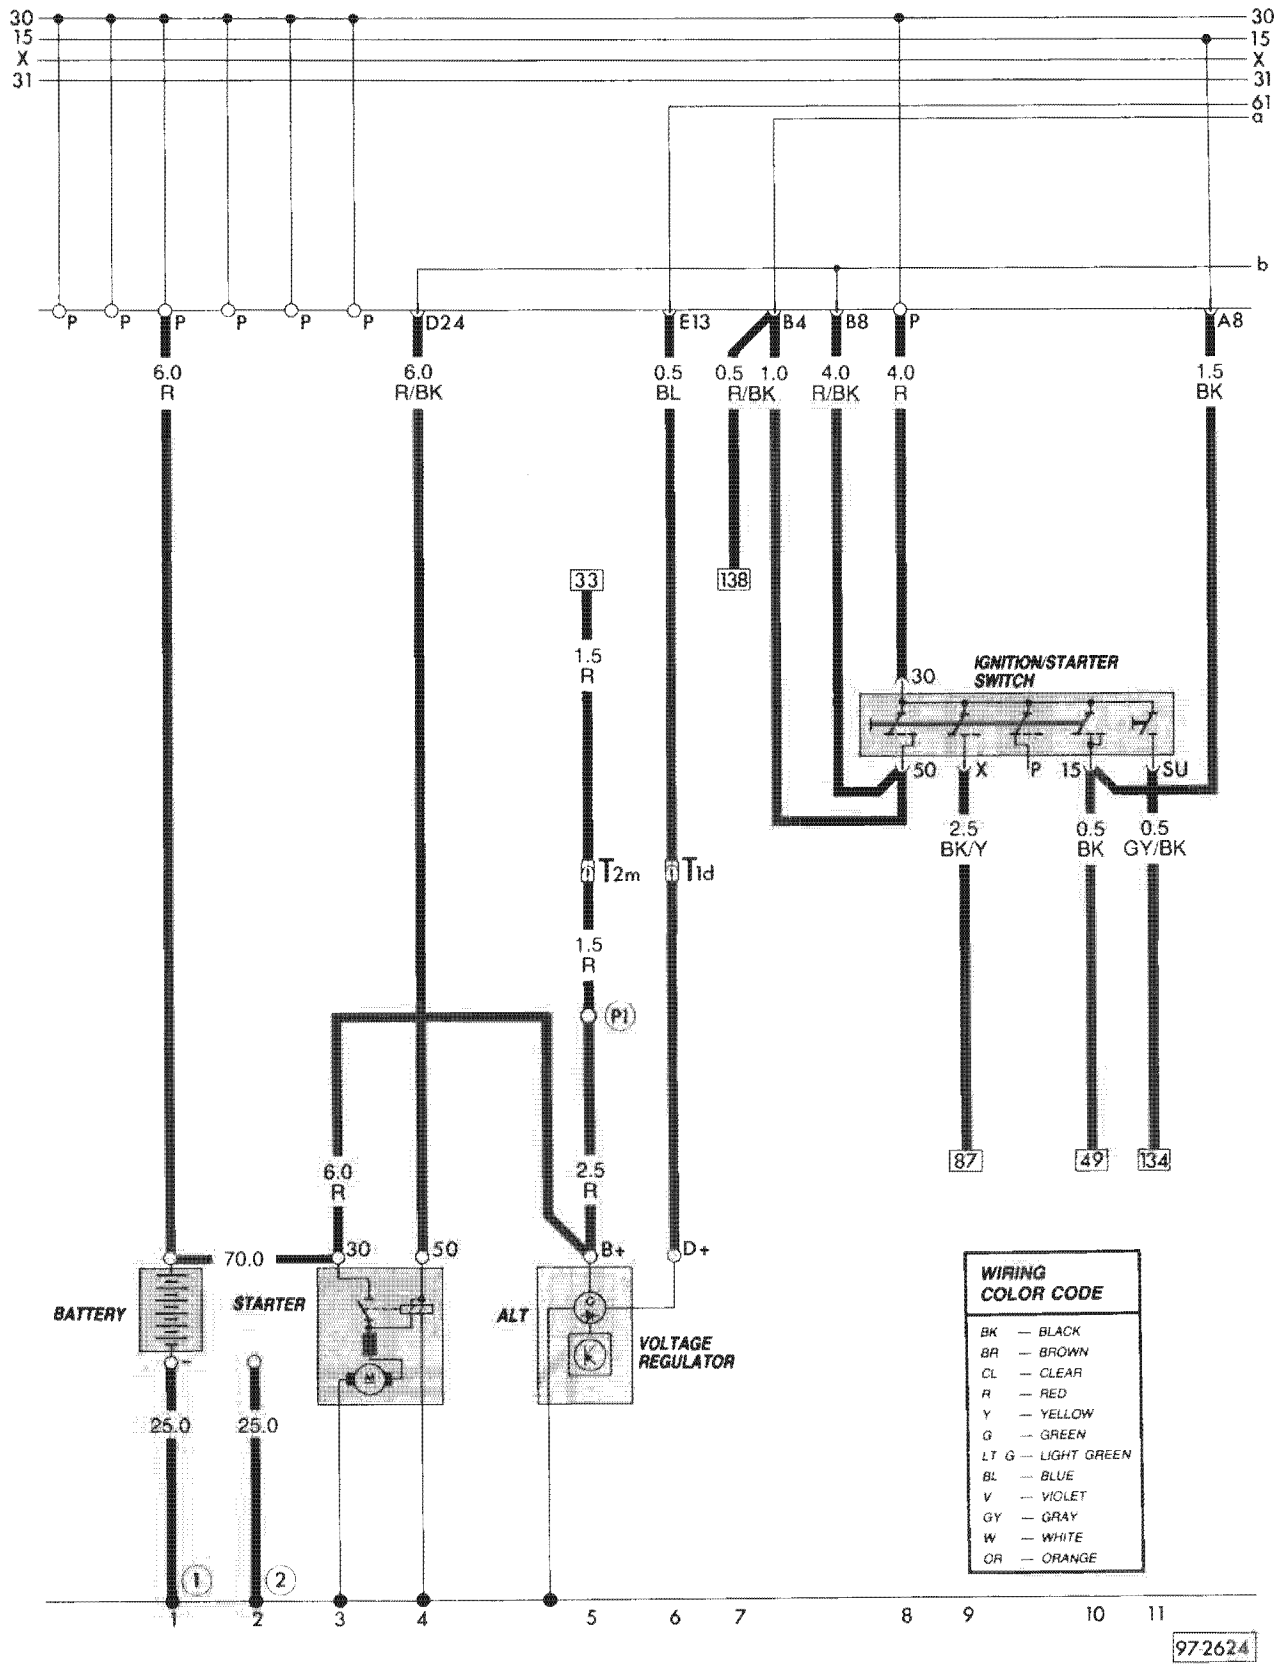 30 30
15 15
X X
31 31
61
a
b
P P P P P P D24 E13 B4 B8 P A8
6.0 6.0 0.5 0.5 1.0 4.0 4.0 1.5
R R/BK BL R/BK R/BK R BK
33 138
1.5
R
IGNITION/STARTER
SWITCH
30
50 X P 15 SU
2.5 0.5 0.5
BK/Y BK GY/BK
T2m T1d
1.5
R
P1
87 49 134
6.0 2.5
R R
70.0 30 50 B+ D+
BATTERY
STARTER
ALT
G
M
VOLTAGE
REGULATOR
-
25.0 25.0
WIRING
COLOR CODE
BK — BLACK
BR — BROWN
CL — CLEAR
R — RED
Y — YELLOW
G — GREEN
LT G — LIGHT GREEN
BL — BLUE
V — VIOLET
GY — GRAY
W — WHITE
OR — ORANGE
1 2
1 2 3 4 5 6 7 8 9 10 11
97-2624